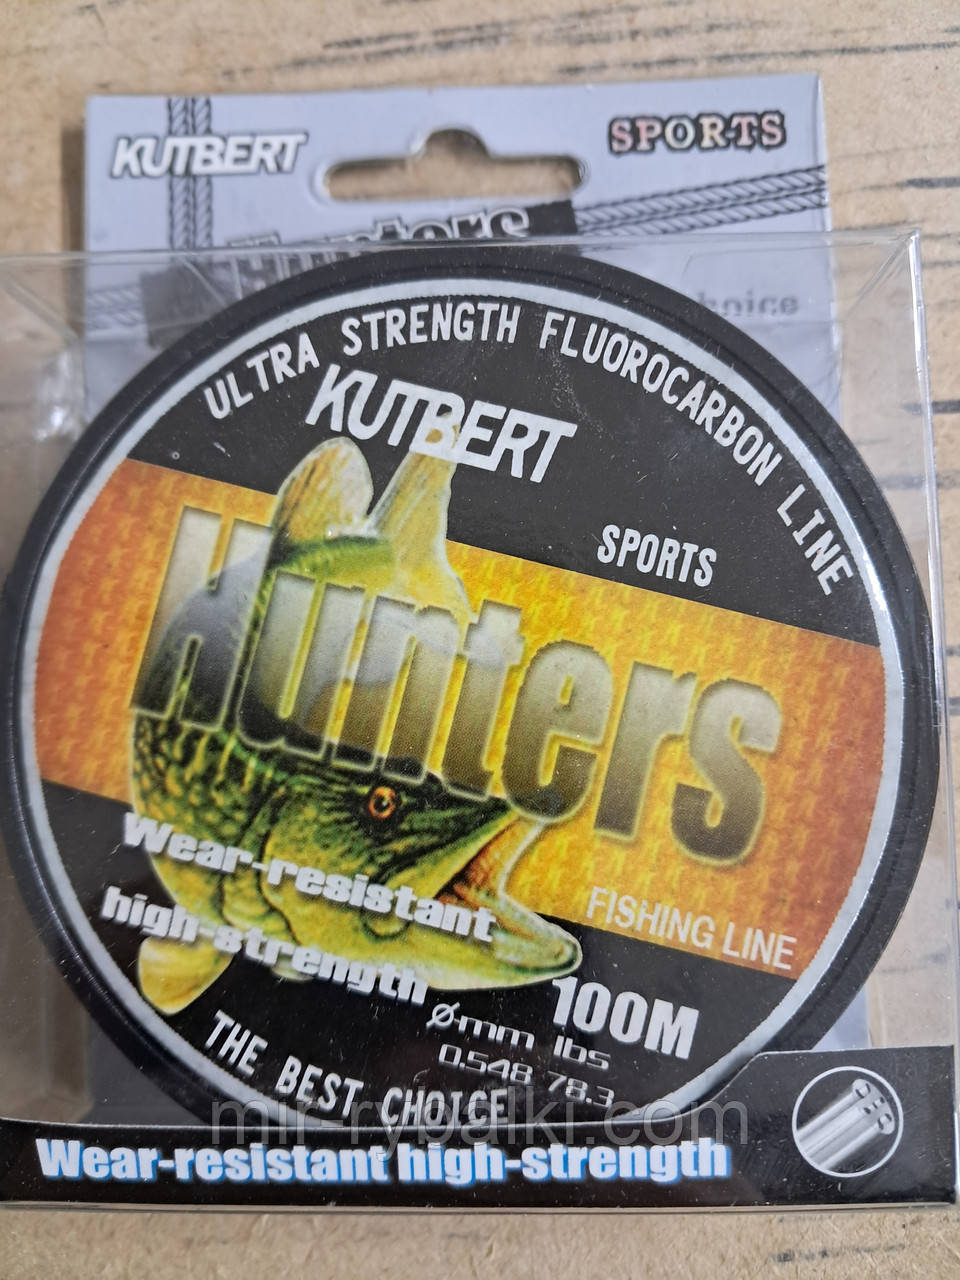 KUTBERT
SPORTS
Hunters
ULTRA STRENGTH FLUOROCARBON LINE
KUTBERT
SPORTS
Hunters
FISHING LINE
Wear-resistant
high-strength
100M
Ø-mm lbs
0.548 78.3
THE BEST CHOICE
mir-rybalki.com
Wear-resistant high-strength